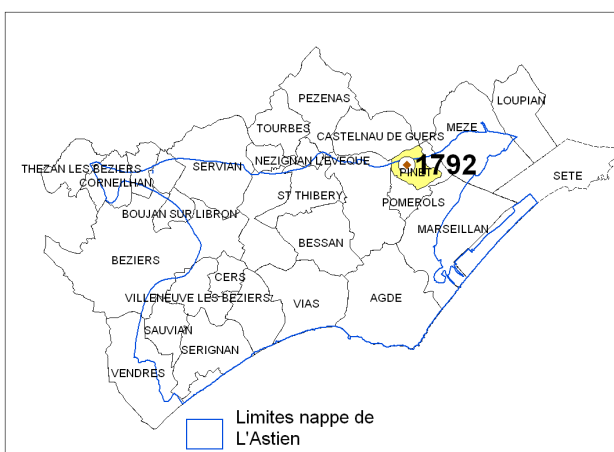 LOUPIAN
PEZENAS
TOURBES
CASTELNAU DE GUERS
MEZE
NEZIGNAN L'EVEQUE
THEZAN LES BEZIERS
SERVIAN
1792
PINET
SETE
CORNEILHAN
ST THIBERY
POMEROLS
BOUJAN SUR LIBRON
MARSEILLAN
BESSAN
BEZIERS
CERS
VILLENEUVE LES BEZIERS
VIAS
AGDE
SAUVIAN
SERIGNAN
VENDRES
Limites nappe de
L'Astien